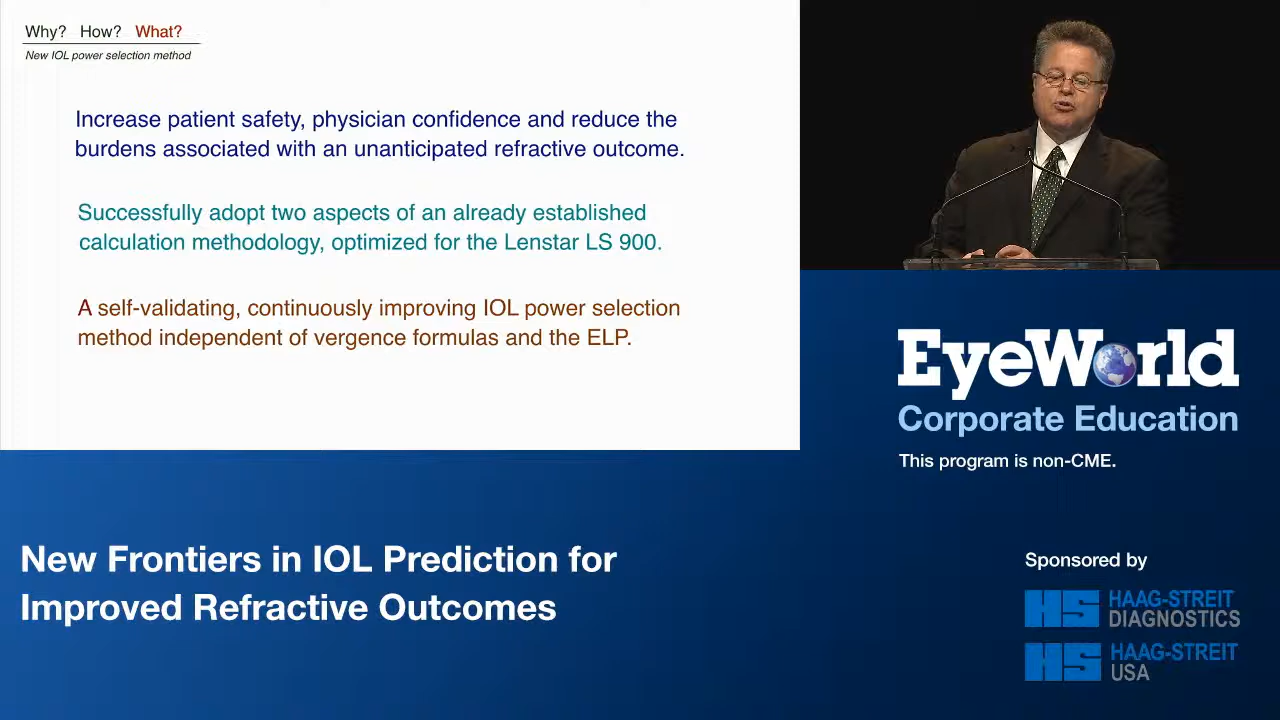 Why? How? What?
New IOL power selection method
Increase patient safety, physician confidence and reduce the
burdens associated with an unanticipated refractive outcome.
Successfully adopt two aspects of an already established
calculation methodology, optimized for the Lenstar LS 900.
A self-validating, continuously improving IOL power selection
method independent of vergence formulas and the ELP.
EyeWorld
Corporate Education
This program is non-CME.
New Frontiers in IOL Prediction for
Improved Refractive Outcomes
Sponsored by
HS HAAG-STREIT
DIAGNOSTICS
HS HAAG-STREIT
USA